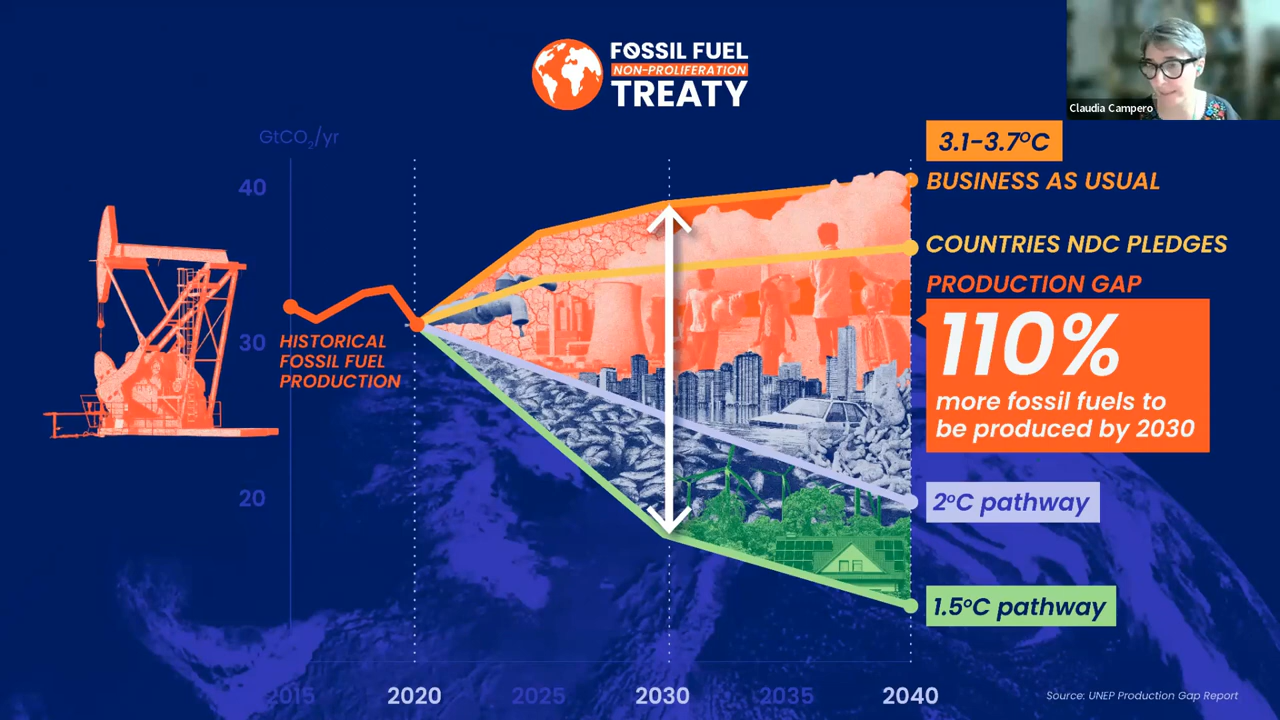 FOSSIL FUEL
NON-PROLIFERATION
TREATY
Claudia Campero
GtCO₂/yr
40
30
20
HISTORICAL
FOSSIL FUEL
PRODUCTION
3.1-3.7°C
BUSINESS AS USUAL
COUNTRIES NDC PLEDGES
PRODUCTION GAP
110%
more fossil fuels to
be produced by 2030
2°C pathway
1.5°C pathway
2015 2020 2025 2030 2035 2040
Source: UNEP Production Gap Report